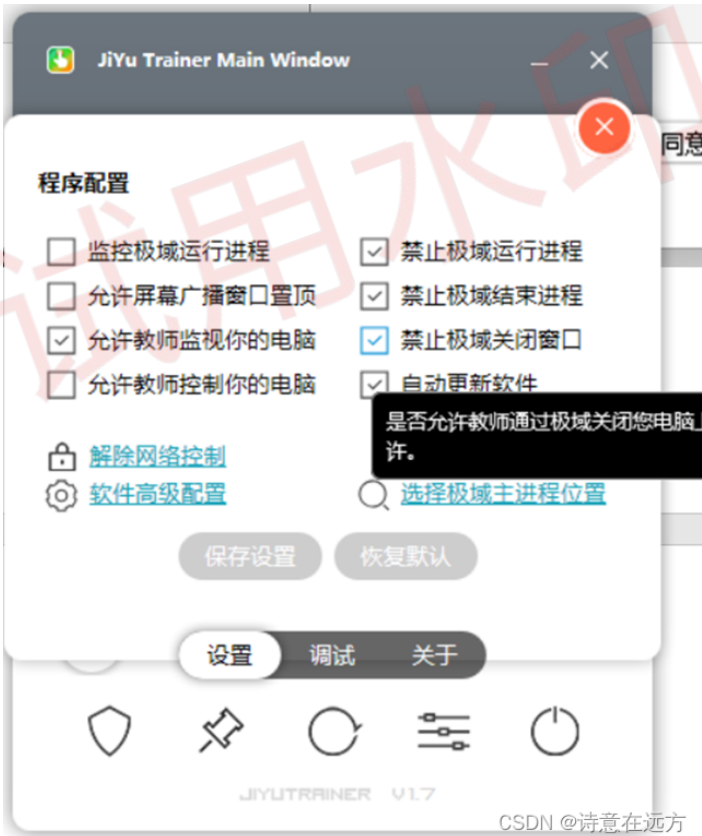 JiYu Trainer Main Window
同意
程序配置
监控极域运行进程
禁止极域运行进程
允许屏幕广播窗口置顶
禁止极域结束进程
允许教师监视你的电脑
禁止极域关闭窗口
允许教师控制你的电脑
自动更新软件
是否允许教师通过极域关闭您电脑上
许。
解除网络控制
软件高级配置
选择极域主进程位置
保存设置
恢复默认
设置
调试
关于
JIYUTRAINER V1.7
试用水印
CSDN @诗意在远方